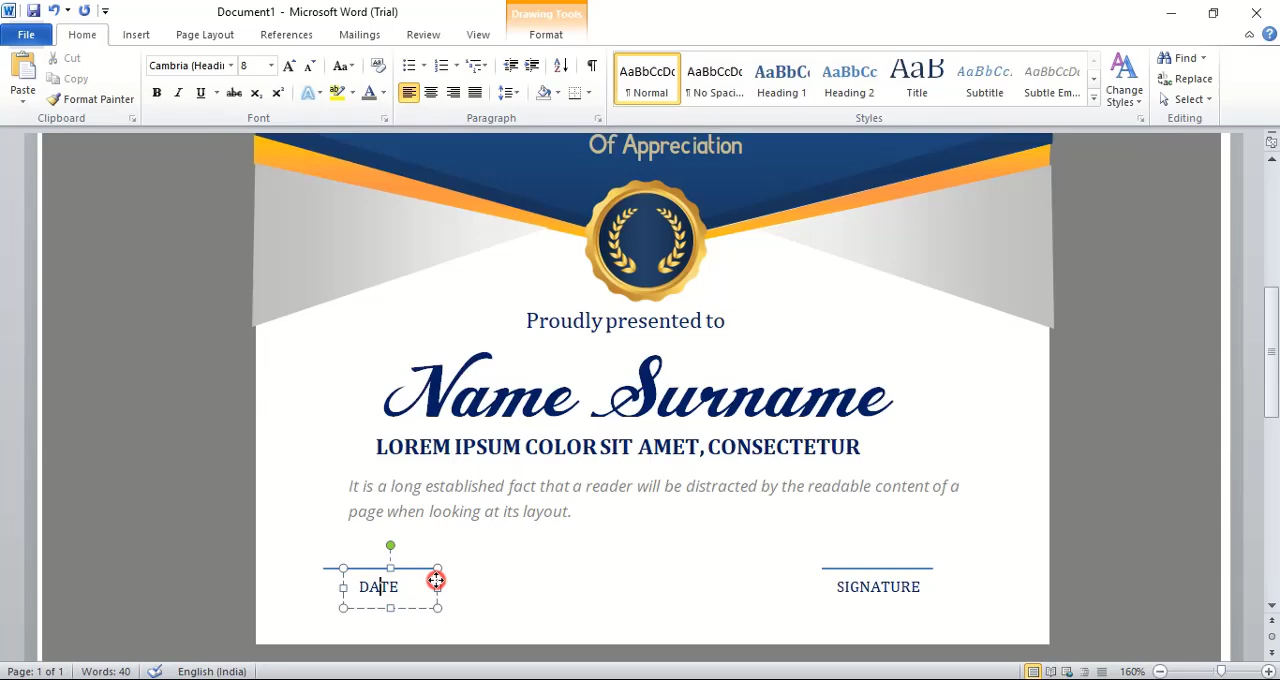 Document1 - Microsoft Word (Trial)
Drawing Tools
File Home Insert Page Layout References Mailings Review View Format
Paste
Cut
Copy
Format Painter
Clipboard
Cambria (Headi 8
Font
Paragraph
AaBbCcDc AaBbCcDc AaBbC AaBbCc AaB AaBbCc. AaBbCcDc
¶ Normal ¶ No Spaci... Heading 1 Heading 2 Title Subtitle Subtle Em...
Styles
Change Styles
Find
Replace
Select
Editing
Of Appreciation
Proudly presented to
Name Surname
LOREM IPSUM COLOR SIT AMET, CONSECTETUR
It is a long established fact that a reader will be distracted by the readable content of a
page when looking at its layout.
DATE
SIGNATURE
Page: 1 of 1 Words: 40 English (India) 160%